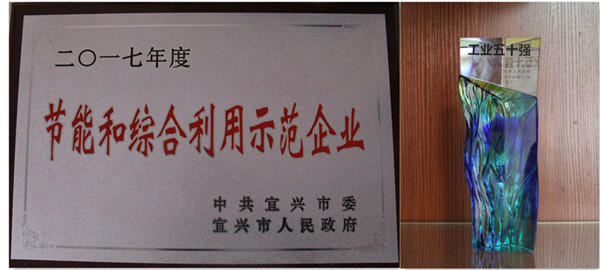 二〇一七年度
节能和综合利用示范企业
中共宜兴市委
宜兴市人民政府
工业五十强